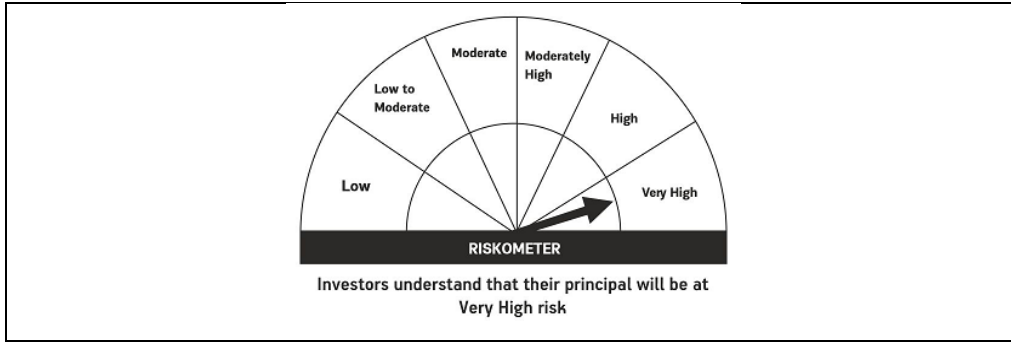 Moderate
Moderately
High
Low to
Moderate
High
Low
Very High
RISKOMETER
Investors understand that their principal will be at
Very High risk